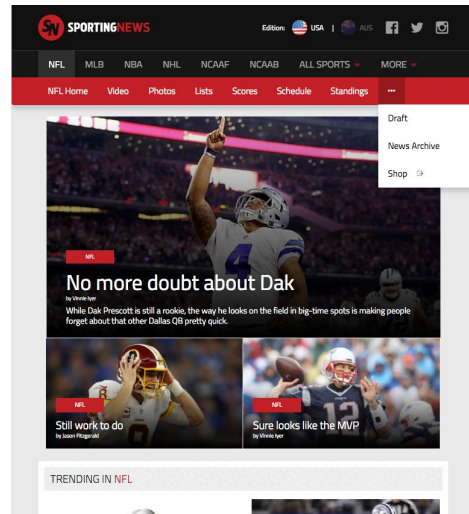 SN SPORTINGNEWS
Edition: USA | AUS
NFL MLB NBA NHL NCAAF NCAAB ALL SPORTS MORE
NFL Home Video Photos Lists Scores Schedule Standings ...
Draft
News Archive
Shop
NFL
No more doubt about Dak
by Vinnie Iyer
While Dak Prescott is still a rookie, the way he looks on the field in big-time spots is making people
forget about that other Dallas QB pretty quick.
NFL
Still work to do
by Jason Fitzgerald
NFL
Sure looks like the MVP
by Vinnie Iyer
4
8
12
TRENDING IN NFL